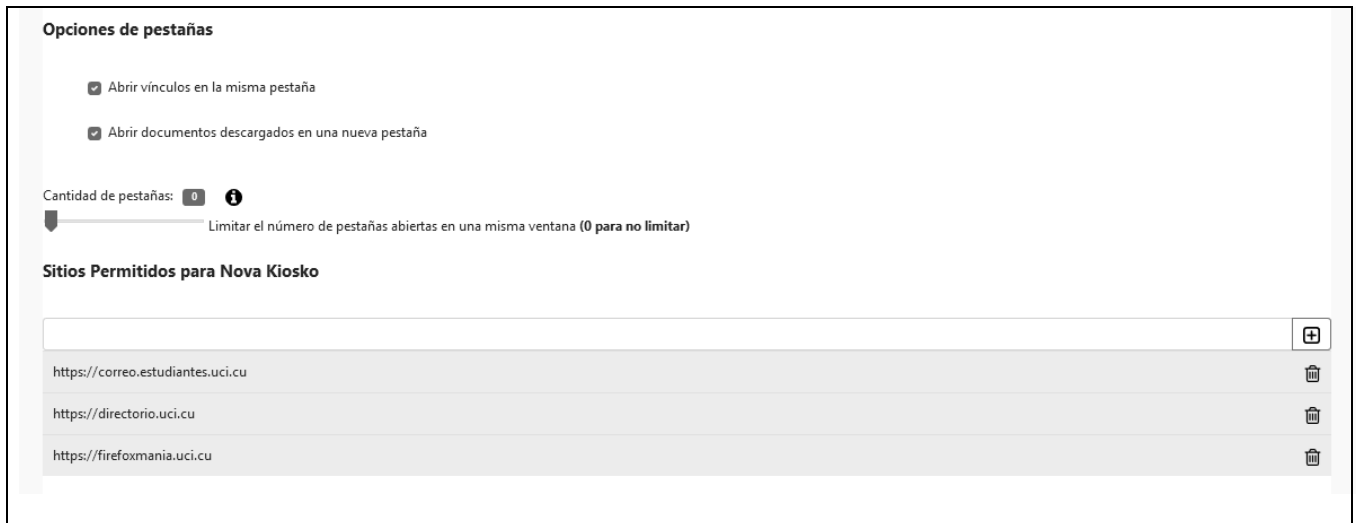 Opciones de pestañas
Abrir vínculos en la misma pestaña
Abrir documentos descargados en una nueva pestaña
Cantidad de pestañas: 0
Limitar el número de pestañas abiertas en una misma ventana (0 para no limitar)
Sitios Permitidos para Nova Kiosko
https://correo.estudiantes.uci.cu
https://directorio.uci.cu
https://firefoxmania.uci.cu